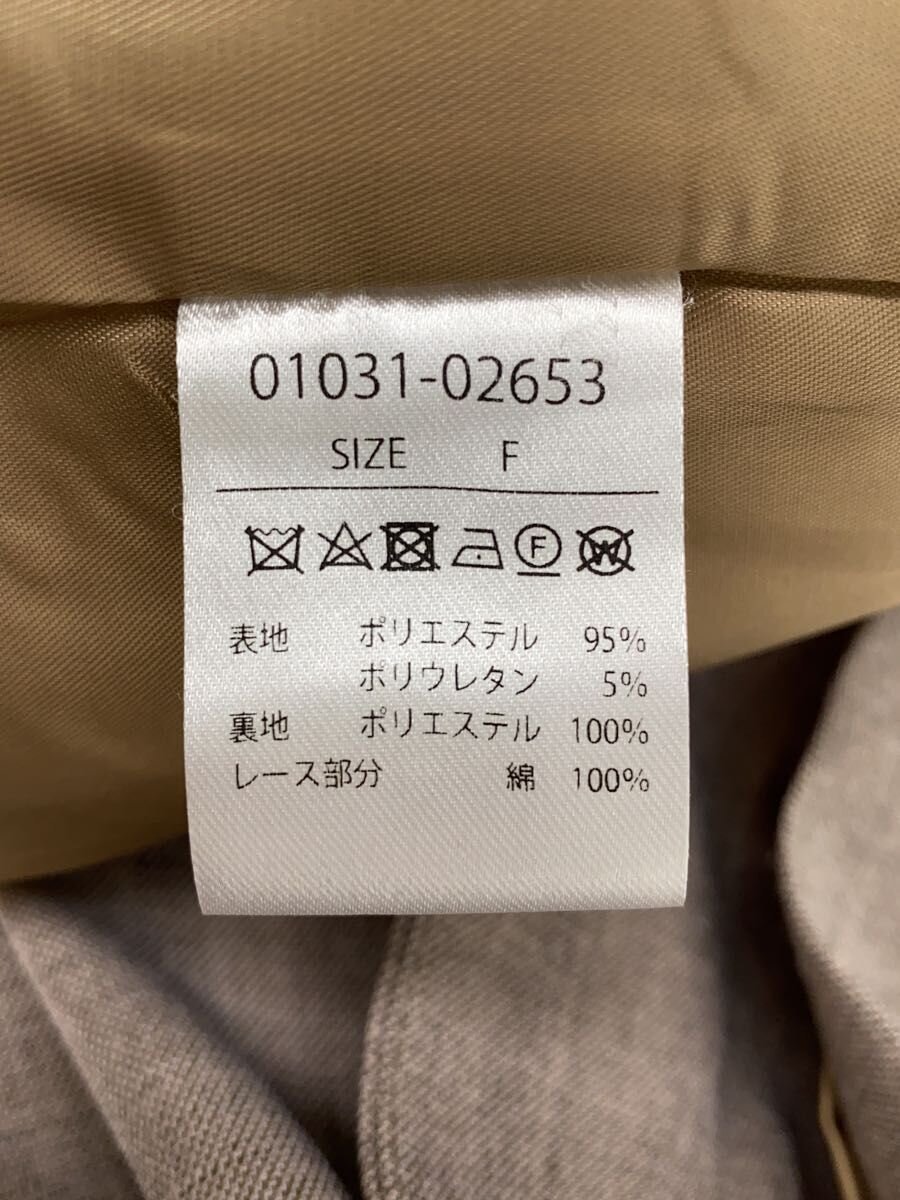 01031-02653
SIZE F
F W
表地 ポリエステル 95%
ポリウレタン 5%
裏地 ポリエステル 100%
レース部分 綿 100%